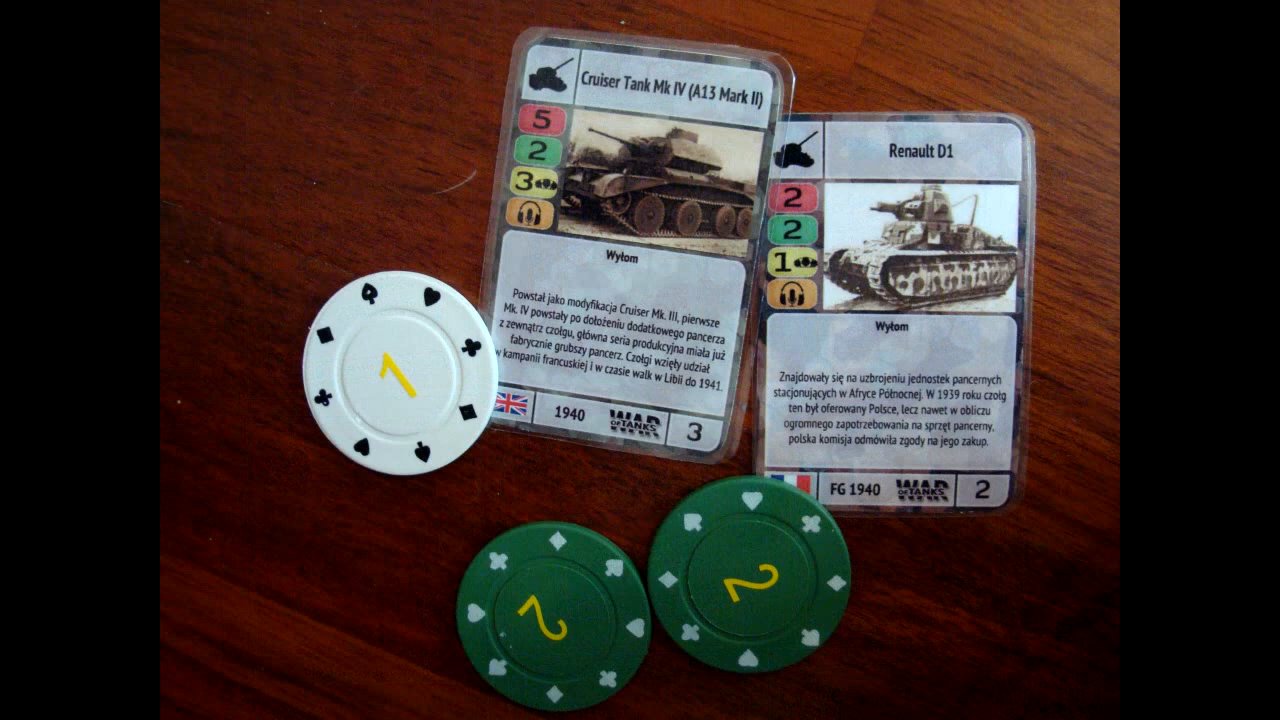 Cruiser Tank Mk IV (A13 Mark II)
5
2
3
Wyłom
Powstał jako modyfikacja Cruiser Mk. III, pierwsze
Mk. IV powstały po dołożeniu dodatkowego pancerza
z zewnątrz czołgu, główna seria produkcyjna miała już
fabrycznie grubszy pancerz. Czołgi wzięły udział
w kampanii francuskiej i w czasie walk w Libii do 1941.
1940
WAR
OF TANKS
3
Renault D1
2
2
1
Wyłom
Znajdowały się na uzbrojeniu jednostek pancernych
stacjonujących w Afryce Północnej. W 1939 roku czołg
ten był oferowany Polsce, lecz nawet w obliczu
ogromnego zapotrzebowania na sprzęt pancerny,
polska komisja odmówiła zgody na jego zakup.
FG 1940
WAR
OF TANKS
2
1
2
2